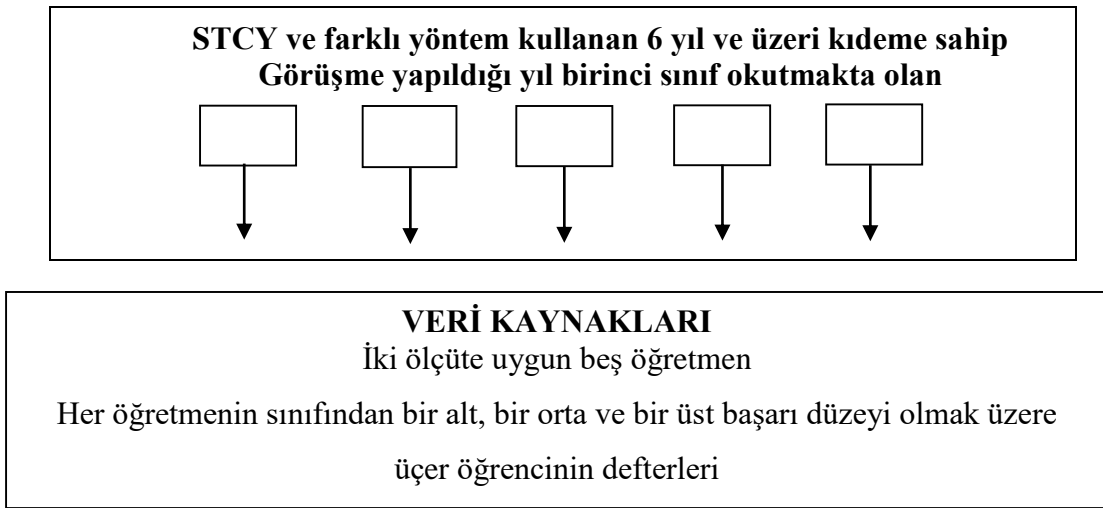 STCY ve farklı yöntem kullanan 6 yıl ve üzeri kıdeme sahip
Görüşme yapıldığı yıl birinci sınıf okutmakta olan
VERİ KAYNAKLARI
İki ölçüte uygun beş öğretmen
Her öğretmenin sınıfından bir alt, bir orta ve bir üst başarı düzeyi olmak üzere
üçer öğrencinin defterleri